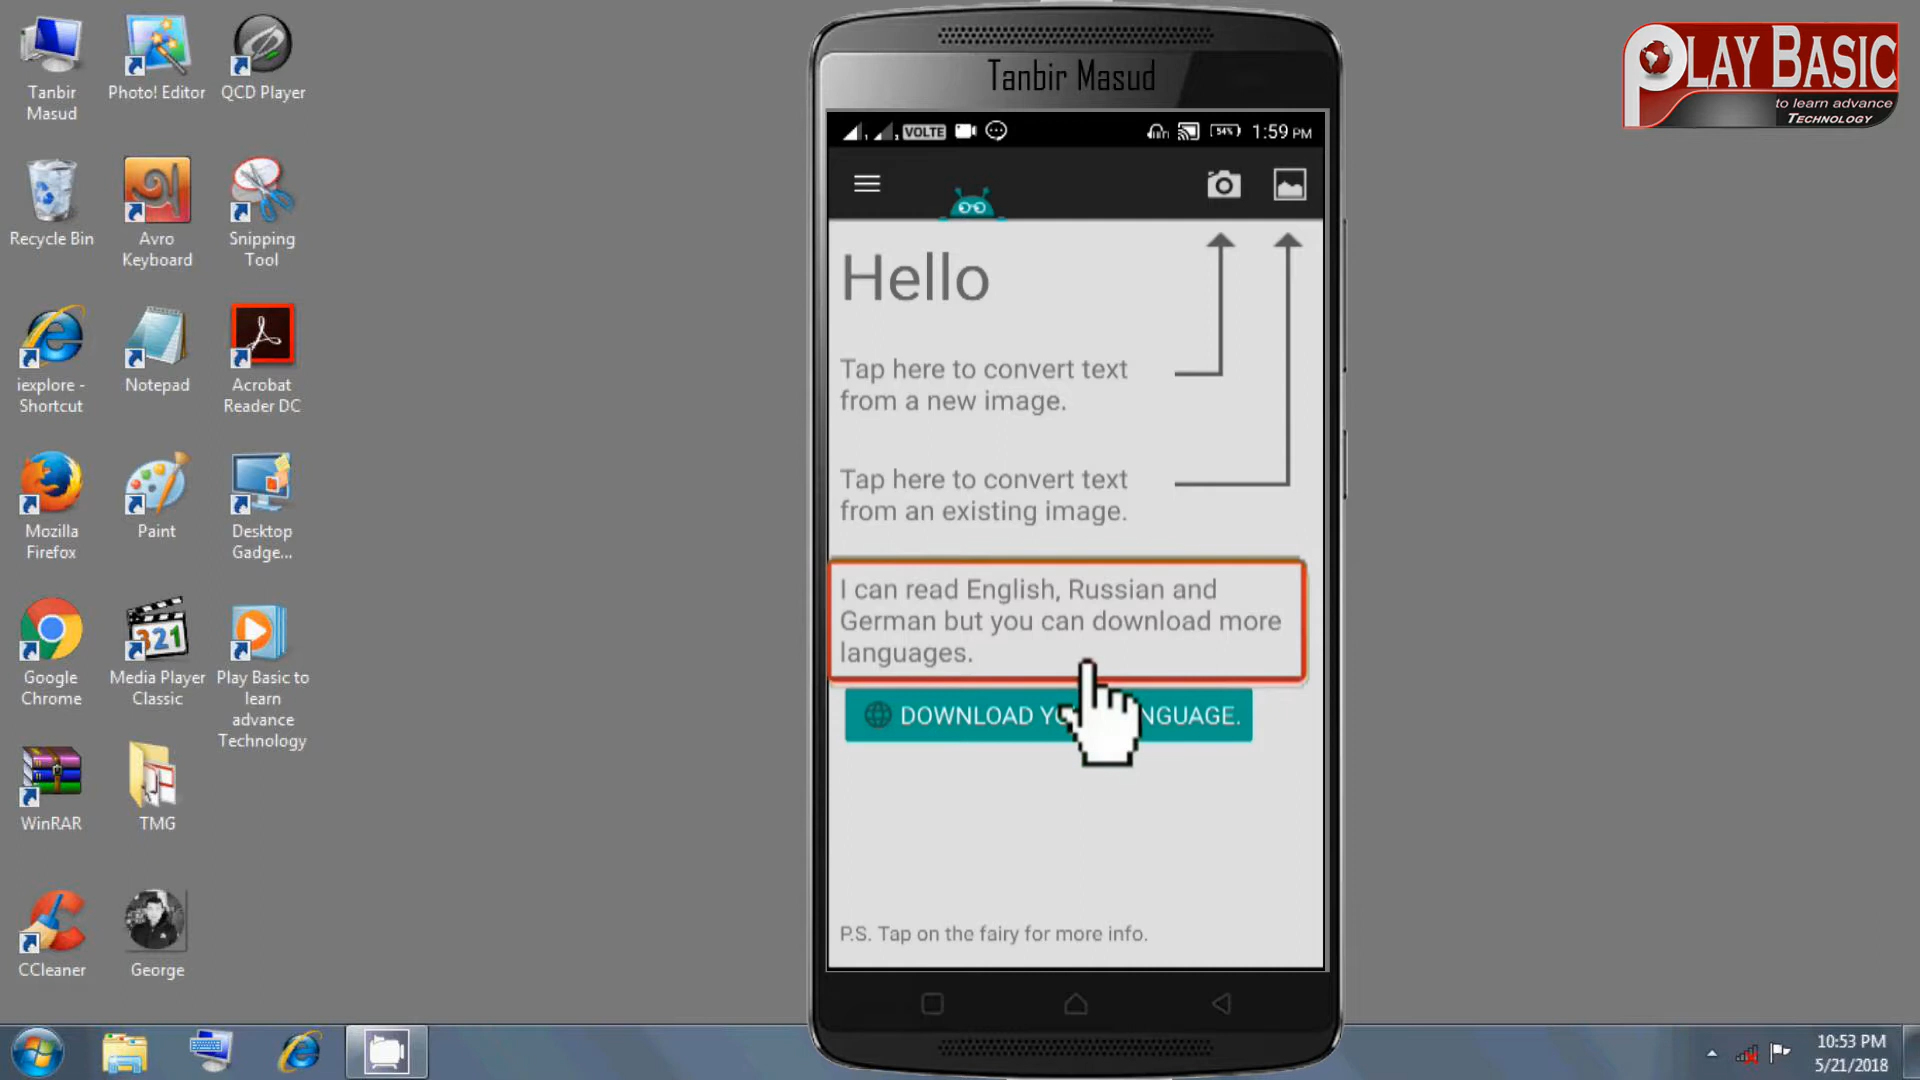 Tanbir
Masud
Photo! Editor
QCD Player
Recycle Bin
Avro
Keyboard
Snipping
Tool
iexplore -
Shortcut
Notepad
Acrobat
Reader DC
Mozilla
Firefox
Paint
Desktop
Gadge...
Google
Chrome
Media Player
Classic
Play Basic to
learn
advance
Technology
WinRAR
TMG
CCleaner
George
Tanbir Masud
VOLTE
54%
1:59 PM
Hello
Tap here to convert text
from a new image.
Tap here to convert text
from an existing image.
I can read English, Russian and
German but you can download more
languages.
DOWNLOAD
P.S. Tap on the fairy for more info.
PLAY BASIC
to learn advance
TECHNOLOGY
321
10:53 PM
5/21/2018